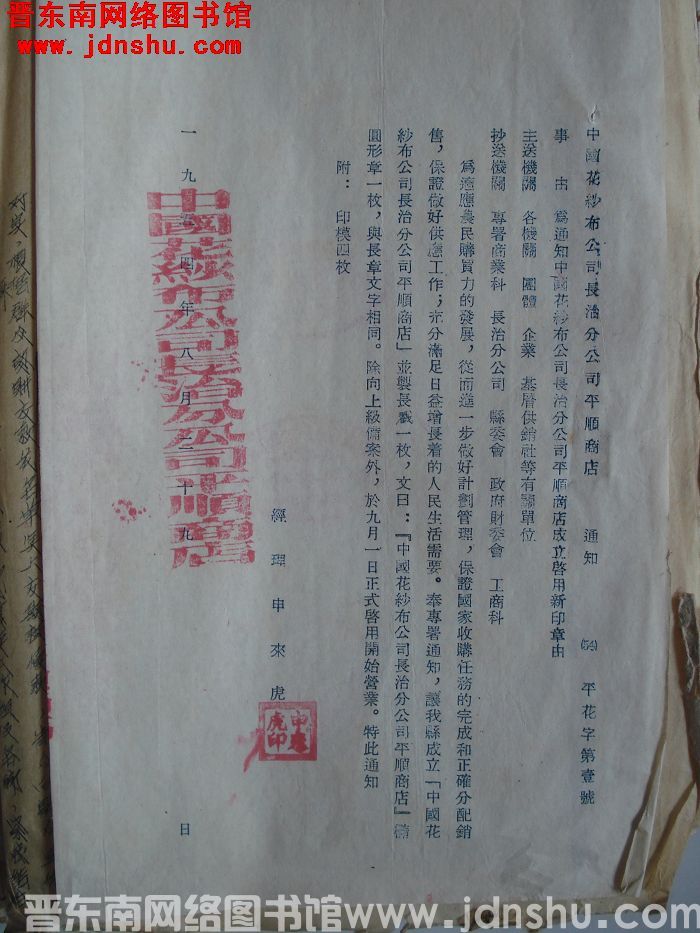 晋东南网络图书馆
www.jdnshu.com
中國花紗布公司長治分公司平順商店 通知 (54) 平花字第壹號
事由 爲通知中國花紗布公司長治分公司平順商店成立啓用新印章由
主送機關 各機關 團體 企業 基層供銷社等有關單位
抄送機關 專署商業科 長治分公司 縣委會 政府財委會 工商科
爲適應農民購買力的發展,從而進一步做好計劃管理,保證國家收購任務的完成和正確分配銷
售,保證做好供應工作;充分滿足日益增長着的人民生活需要。奉專署通知,讓我縣成立「中國花
紗布公司長治分公司平順商店」並製長戳一枚,文曰:『中國花紗布公司長治分公司平順商店』
圓形章一枚,與長章文字相同。除向上級備案外,於九月一日正式啓用開始營業。特此通知
附:印模四枚
經理申來虎
申來虎印
一九五四年八月二十九日
中國花紗布公司長治分公司平順商店
晋东南网络图书馆 www.jdnshu.com